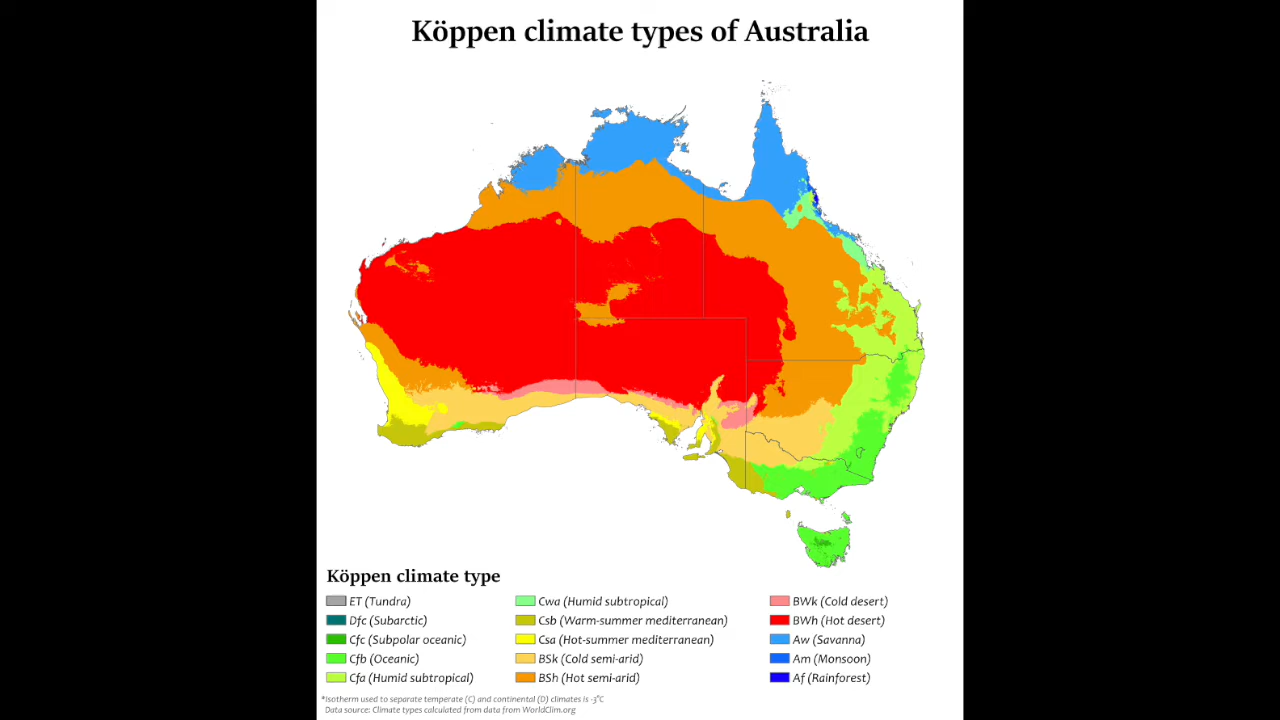 Köppen climate types of Australia
Köppen climate type
ET (Tundra)
Dfc (Subarctic)
Cfc (Subpolar oceanic)
Cfb (Oceanic)
Cfa (Humid subtropical)
Cwa (Humid subtropical)
Csb (Warm-summer mediterranean)
Csa (Hot-summer mediterranean)
BSk (Cold semi-arid)
BSh (Hot semi-arid)
BWk (Cold desert)
BWh (Hot desert)
Aw (Savanna)
Am (Monsoon)
Af (Rainforest)
*Isotherm used to separate temperate (C) and continental (D) climates is -3°C
Data source: Climate types calculated from data from WorldClim.org